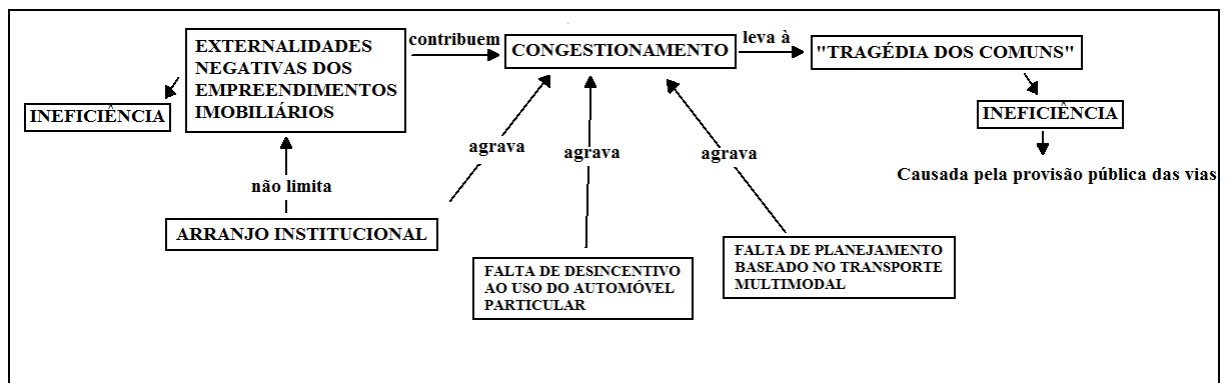 EXTERNALIDADES
NEGATIVAS DOS
EMPREENDIMENTOS
IMOBILIÁRIOS
contribuem
CONGESTIONAMENTO
leva à
"TRAGÉDIA DOS COMUNS"
INEFICIÊNCIA
INEFICIÊNCIA
agrava
agrava
agrava
Causada pela provisão pública das vias
não limita
ARRANJO INSTITUCIONAL
FALTA DE DESINCENTIVO
AO USO DO AUTOMÓVEL
PARTICULAR
FALTA DE PLANEJAMENTO
BASEADO NO TRANSPORTE
MULTIMODAL